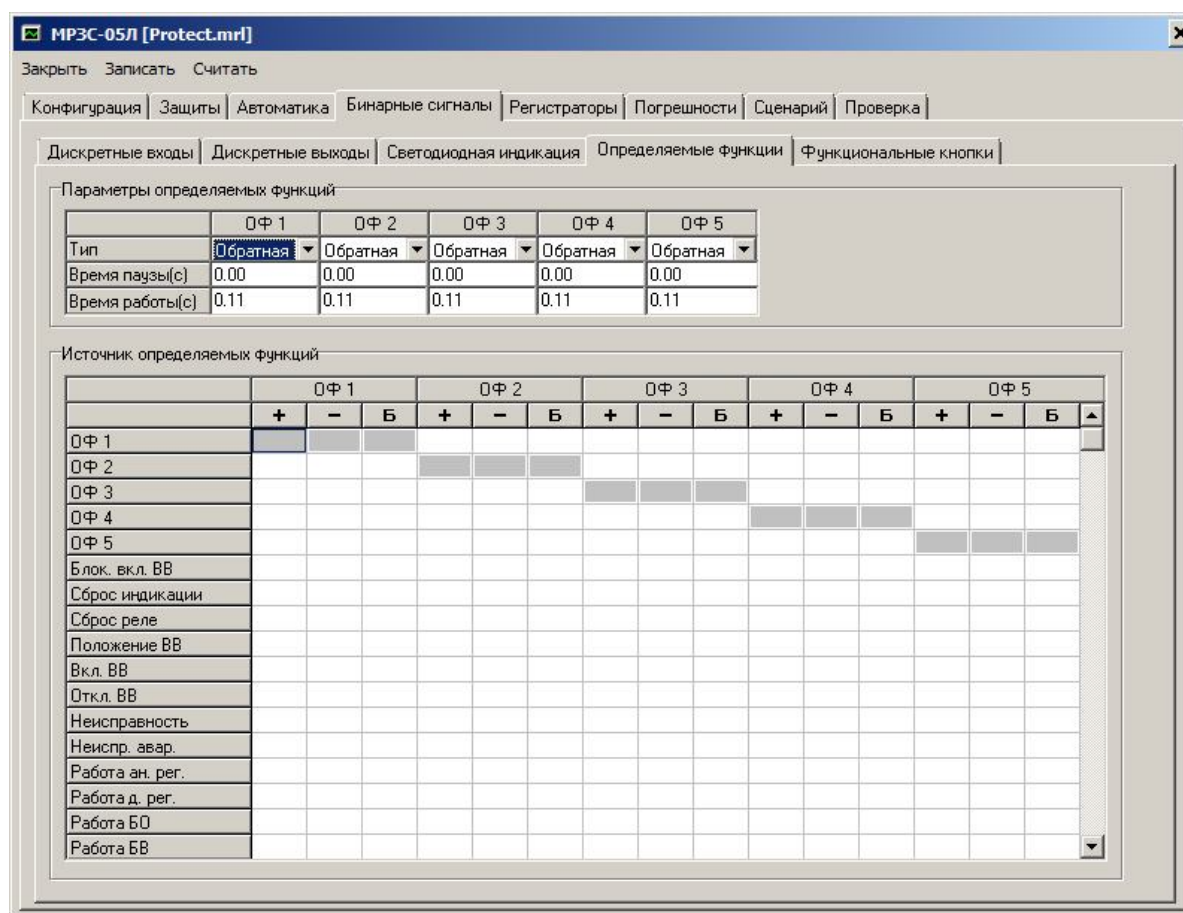 МРЗС-05Л [Protect.mrl]
Закрыть Записать Считать
Конфигурация Защиты Автоматика Бинарные сигналы Регистраторы Погрешности Сценарий Проверка
Дискретные входы Дискретные выходы Светодиодная индикация Определяемые функции Функциональные кнопки
Параметры определяемых функций
ОФ 1 ОФ 2 ОФ 3 ОФ 4 ОФ 5
Тип Обратная Обратная Обратная Обратная Обратная
Время паузы(с) 0.00 0.00 0.00 0.00 0.00
Время работы(с) 0.11 0.11 0.11 0.11 0.11
Источник определяемых функций
ОФ 1 ОФ 2 ОФ 3 ОФ 4 ОФ 5
+ − Б + − Б + − Б + − Б + − Б
ОФ 1
ОФ 2
ОФ 3
ОФ 4
ОФ 5
Блок. вкл. ВВ
Сброс индикации
Сброс реле
Положение ВВ
Вкл. ВВ
Откл. ВВ
Неисправность
Неиспр. авар.
Работа ан. рег.
Работа д. рег.
Работа БО
Работа БВ